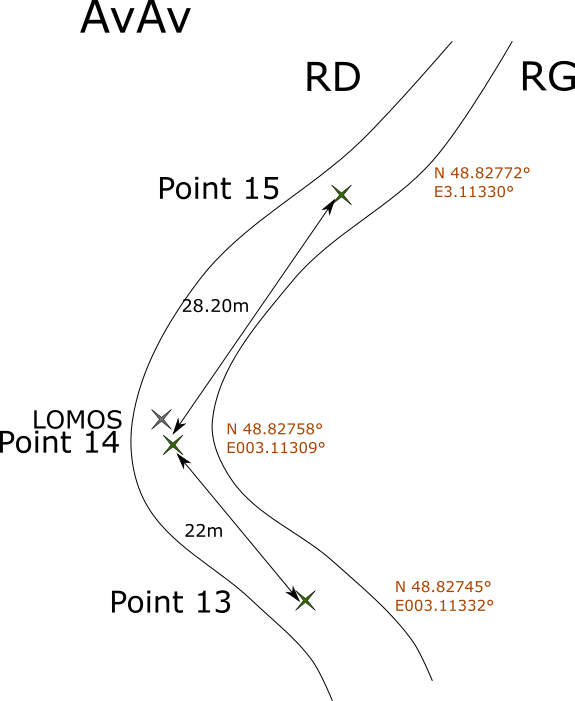 AvAv
RD
RG
Point 15
N 48.82772°
E3.11330°
28.20m
LOMOS
Point 14
N 48.82758°
E003.11309°
22m
Point 13
N 48.82745°
E003.11332°